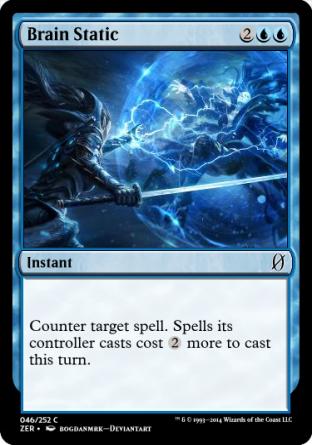 Brain Static 2
Instant
Counter target spell. Spells its
controller casts cost 2 more to cast
this turn.
046/252 C
ZER • BOGDANMRK—DEVIANTART
™ & © 1993–2014 Wizards of the Coast LLC